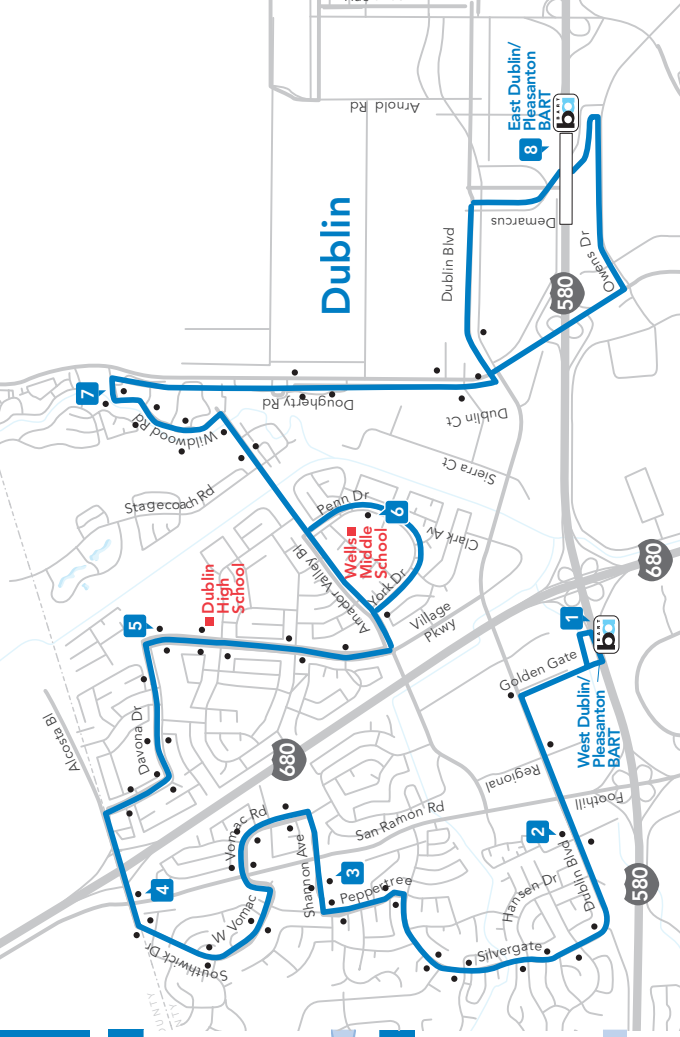 Arnold Rd
East Dublin/
Pleasanton
BART
BART
ba
8
Demarcus
Dublin
Dublin Blvd
Owens Dr
580
7
Dougherty Rd
Wildwood Rd
Dublin Ct
Sierra Ct
Stagecoach Rd
Penn Dr
6
Clark Av
Wells
Middle
School
Amador Valley Bl
York Dr
Dublin
High
School
5
Village
Pkwy
680
1
BART
ba
Golden Gate
West Dublin/
Pleasanton
BART
Alcosta Bl
Davona Dr
680
Regional
Foothill
San Ramon Rd
2
Vomac Rd
Shannon Ave
3
Peppertree
4
Hansen Dr
Dublin Blvd
580
W Vomac
Southwick Dr
Silvergate